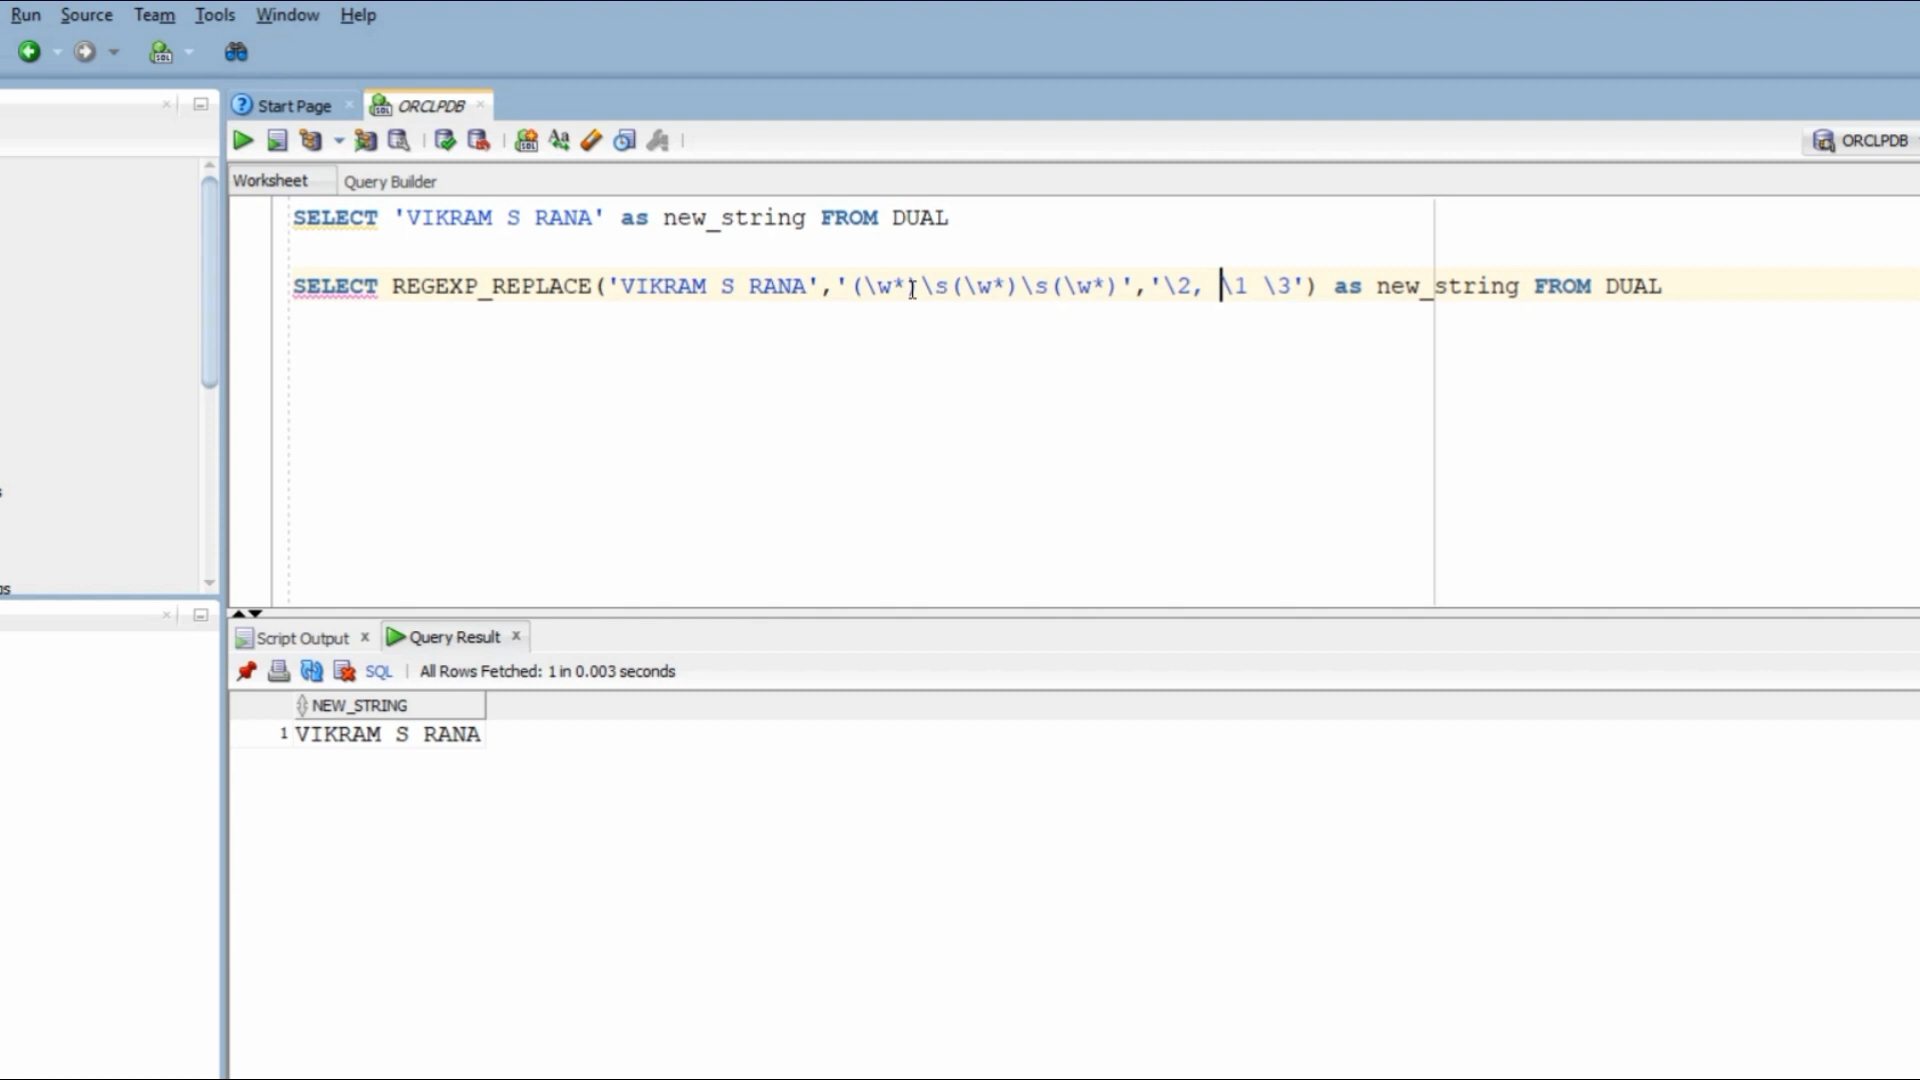 Run Source Team Tools Window Help
Start Page ORCLPDB
ORCLPDB
Worksheet Query Builder
SELECT 'VIKRAM S RANA' as new_string FROM DUAL
SELECT REGEXP_REPLACE('VIKRAM S RANA','(\w*)\s(\w*)\s(\w*)','\2, \1 \3') as new_string FROM DUAL
Script Output x Query Result x
SQL | All Rows Fetched: 1 in 0.003 seconds
NEW_STRING
1 VIKRAM S RANA